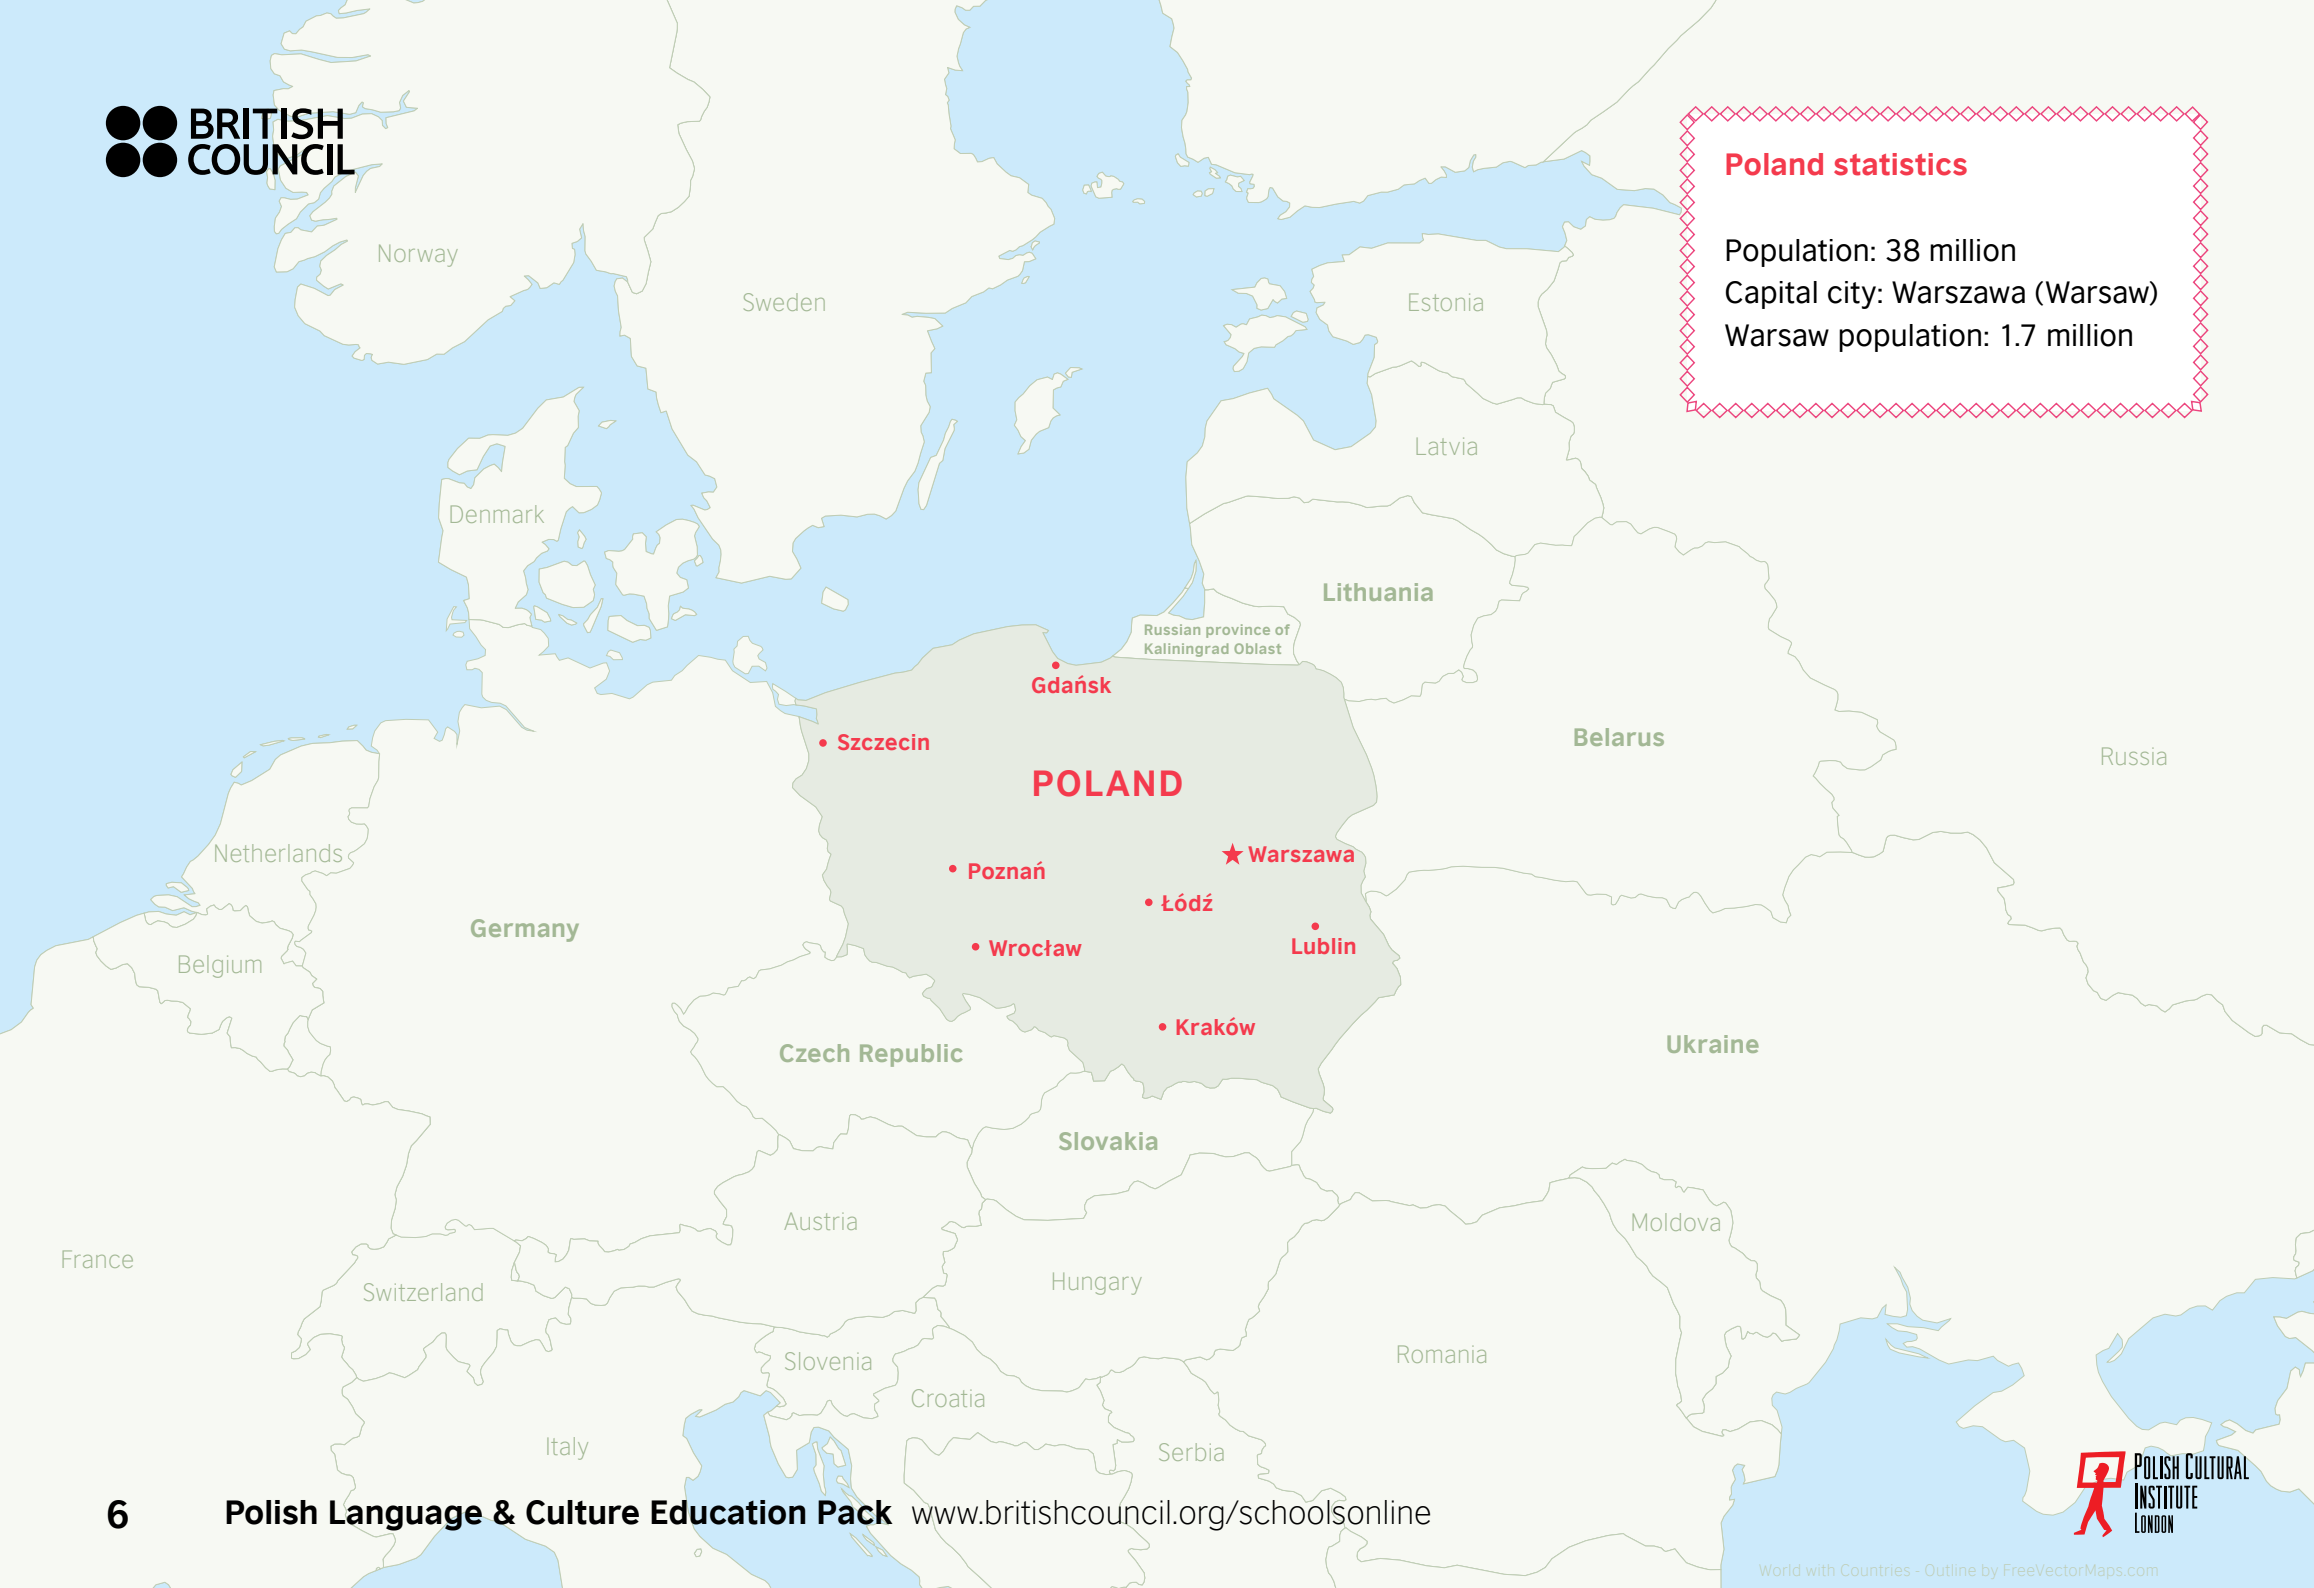 BRITISH
COUNCIL
Poland statistics
Population: 38 million
Capital city: Warszawa (Warsaw)
Warsaw population: 1.7 million
Norway
Sweden
Estonia
Latvia
Denmark
Lithuania
Russian province of
Kaliningrad Oblast
Gdańsk
Szczecin
POLAND
Belarus
Russia
Netherlands
Poznań
Warszawa
Łódź
Germany
Wrocław
Lublin
Belgium
Kraków
Czech Republic
Ukraine
Slovakia
Austria
Moldova
France
Switzerland
Hungary
Slovenia
Romania
Croatia
Italy
Serbia
POLISH CULTURAL
INSTITUTE
LONDON
6 Polish Language & Culture Education Pack www.britishcouncil.org/schoolsonline
World with Countries - Outline by FreeVectorMaps.com